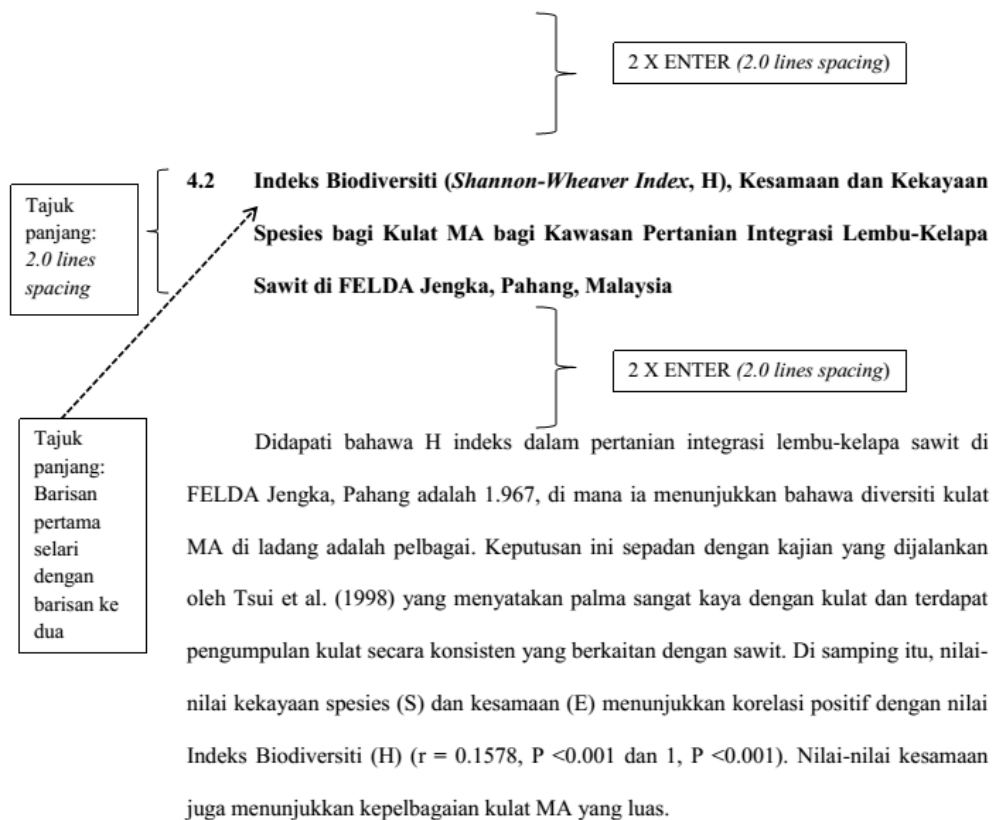 2 X ENTER (2.0 lines spacing)
4.2 Indeks Biodiversiti (Shannon-Wheaver Index, H), Kesamaan dan Kekayaan
Spesies bagi Kulat MA bagi Kawasan Pertanian Integrasi Lembu-Kelapa
Sawit di FELDA Jengka, Pahang, Malaysia
Tajuk
panjang:
2.0 lines
spacing
2 X ENTER (2.0 lines spacing)
Tajuk
panjang:
Barisan
pertama
selari
dengan
barisan ke
dua
Didapati bahawa H indeks dalam pertanian integrasi lembu-kelapa sawit di
FELDA Jengka, Pahang adalah 1.967, di mana ia menunjukkan bahawa diversiti kulat
MA di ladang adalah pelbagai. Keputusan ini sepadan dengan kajian yang dijalankan
oleh Tsui et al. (1998) yang menyatakan palma sangat kaya dengan kulat dan terdapat
pengumpulan kulat secara konsisten yang berkaitan dengan sawit. Di samping itu, nilai-
nilai kekayaan spesies (S) dan kesamaan (E) menunjukkan korelasi positif dengan nilai
Indeks Biodiversiti (H) (r = 0.1578, P <0.001 dan 1, P <0.001). Nilai-nilai kesamaan
juga menunjukkan kepelbagaian kulat MA yang luas.